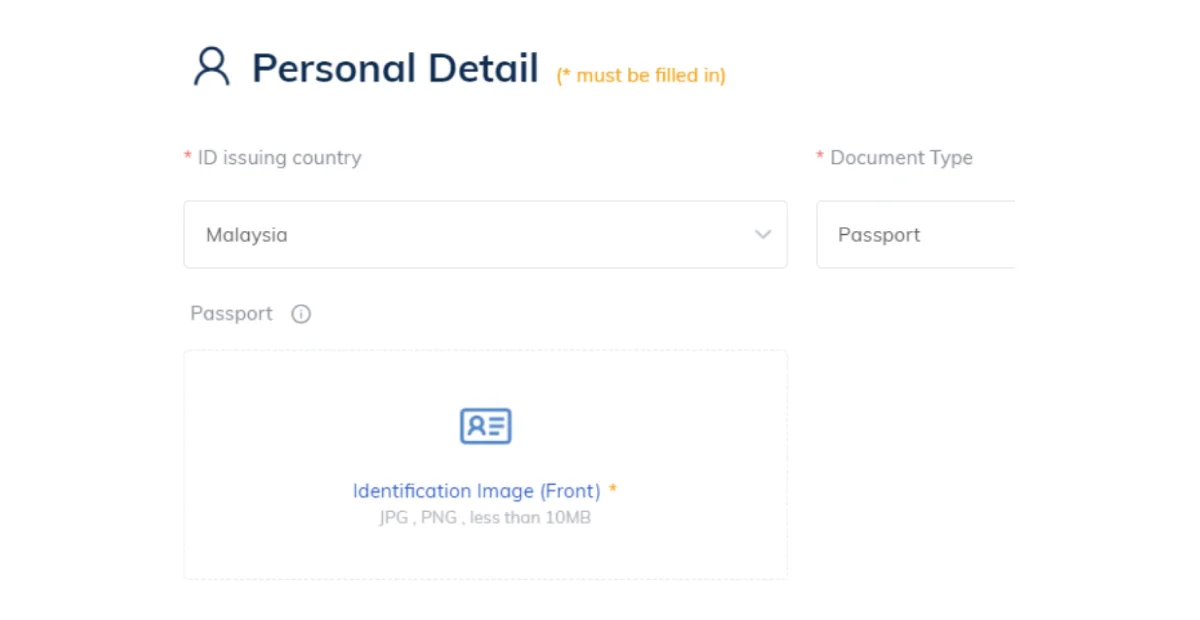 Personal Detail (* must be filled in)
* ID issuing country
* Document Type
Malaysia
Passport
Passport
Identification Image (Front) *
JPG , PNG , less than 10MB